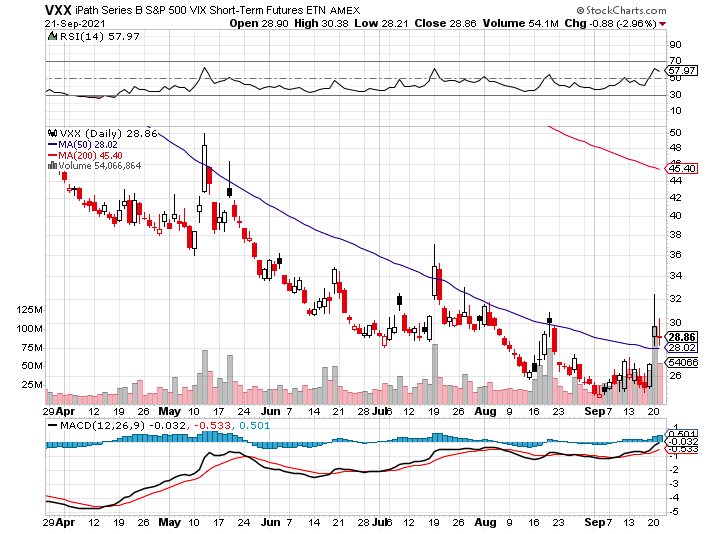 VXX iPath Series B S&P 500 VIX Short-Term Futures ETN AMEX © StockCharts.com
21-Sep-2021 Open 28.90 High 30.38 Low 28.21 Close 28.86 Volume 54.1M Chg -0.88 (-2.96%)
RSI(14) 57.97
90
70
57.97
50
30
10
VXX (Daily) 28.86
MA(50) 28.02
MA(200) 45.40
Volume 54,066,864
50
48
46
45.40
44
42
40
38
36
34
32
30
28.86
28.02
54066
26
125M
100M
75M
50M
25M
29 Apr 12 19 26 May 10 17 24 Jun 7 14 21 28 Jul 6 12 19 26 Aug 9 16 23 Sep 7 13 20
MACD(12,26,9) -0.032, -0.533, 0.501
1
0.501
-0.032
-0.533
-1
-2
-3
-4
-5
29 Apr 12 19 26 May 10 17 24 Jun 7 14 21 28 Jul 6 12 19 26 Aug 9 16 23 Sep 7 13 20